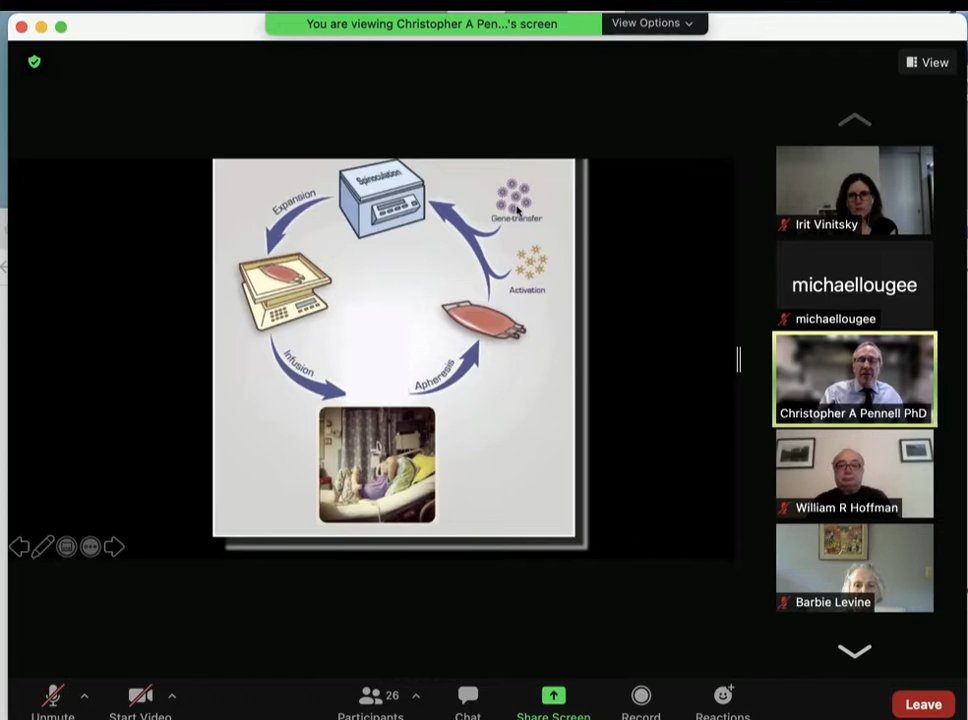 You are viewing Christopher A Pen...'s screen
View Options
View
Spinoculation
Expansion
Gene-transfer
Activation
Infusion
Apheresis
Irit Vinitsky
michaellougee
michaellougee
Christopher A Pennell PhD
William R Hoffman
Barbie Levine
Unmute
Start Video
26
Participants
Chat
Share Screen
Record
Reactions
Leave